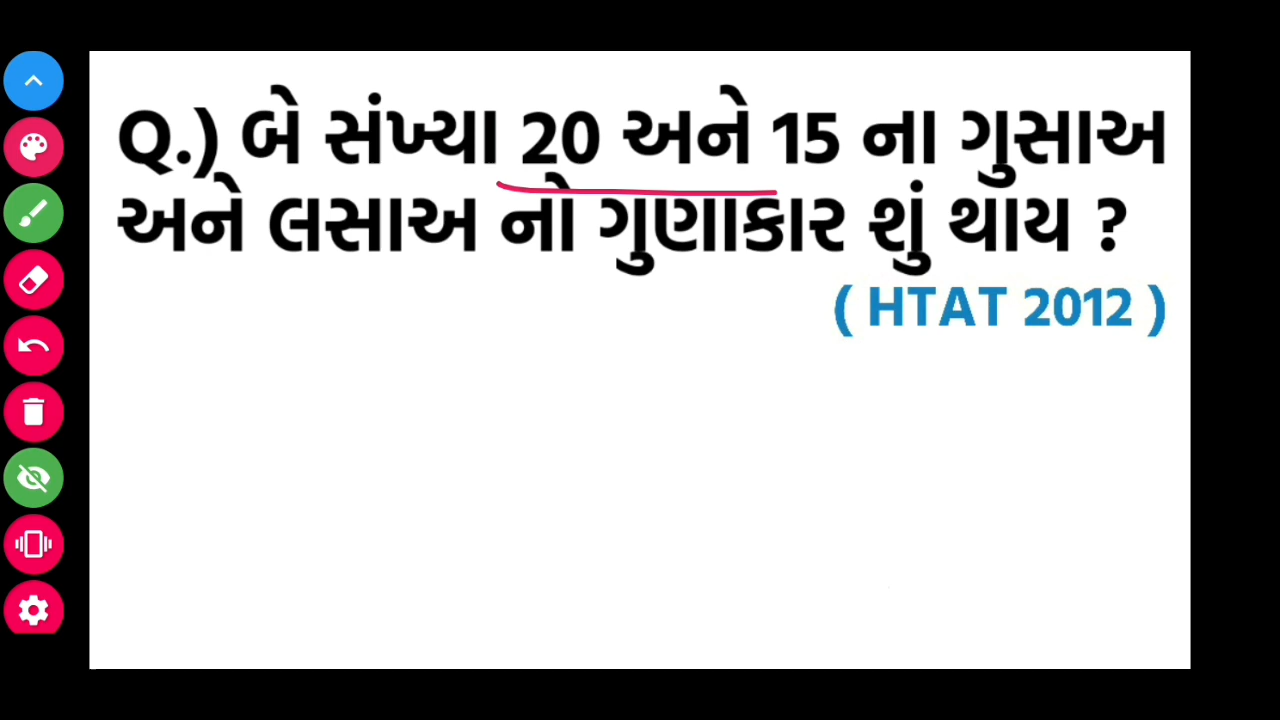 Q.) બે સંખ્યા 20 અને 15 ના ગુસાઅ
અને લસાઅ નો ગુણાકાર શું થાય ?
( HTAT 2012 )